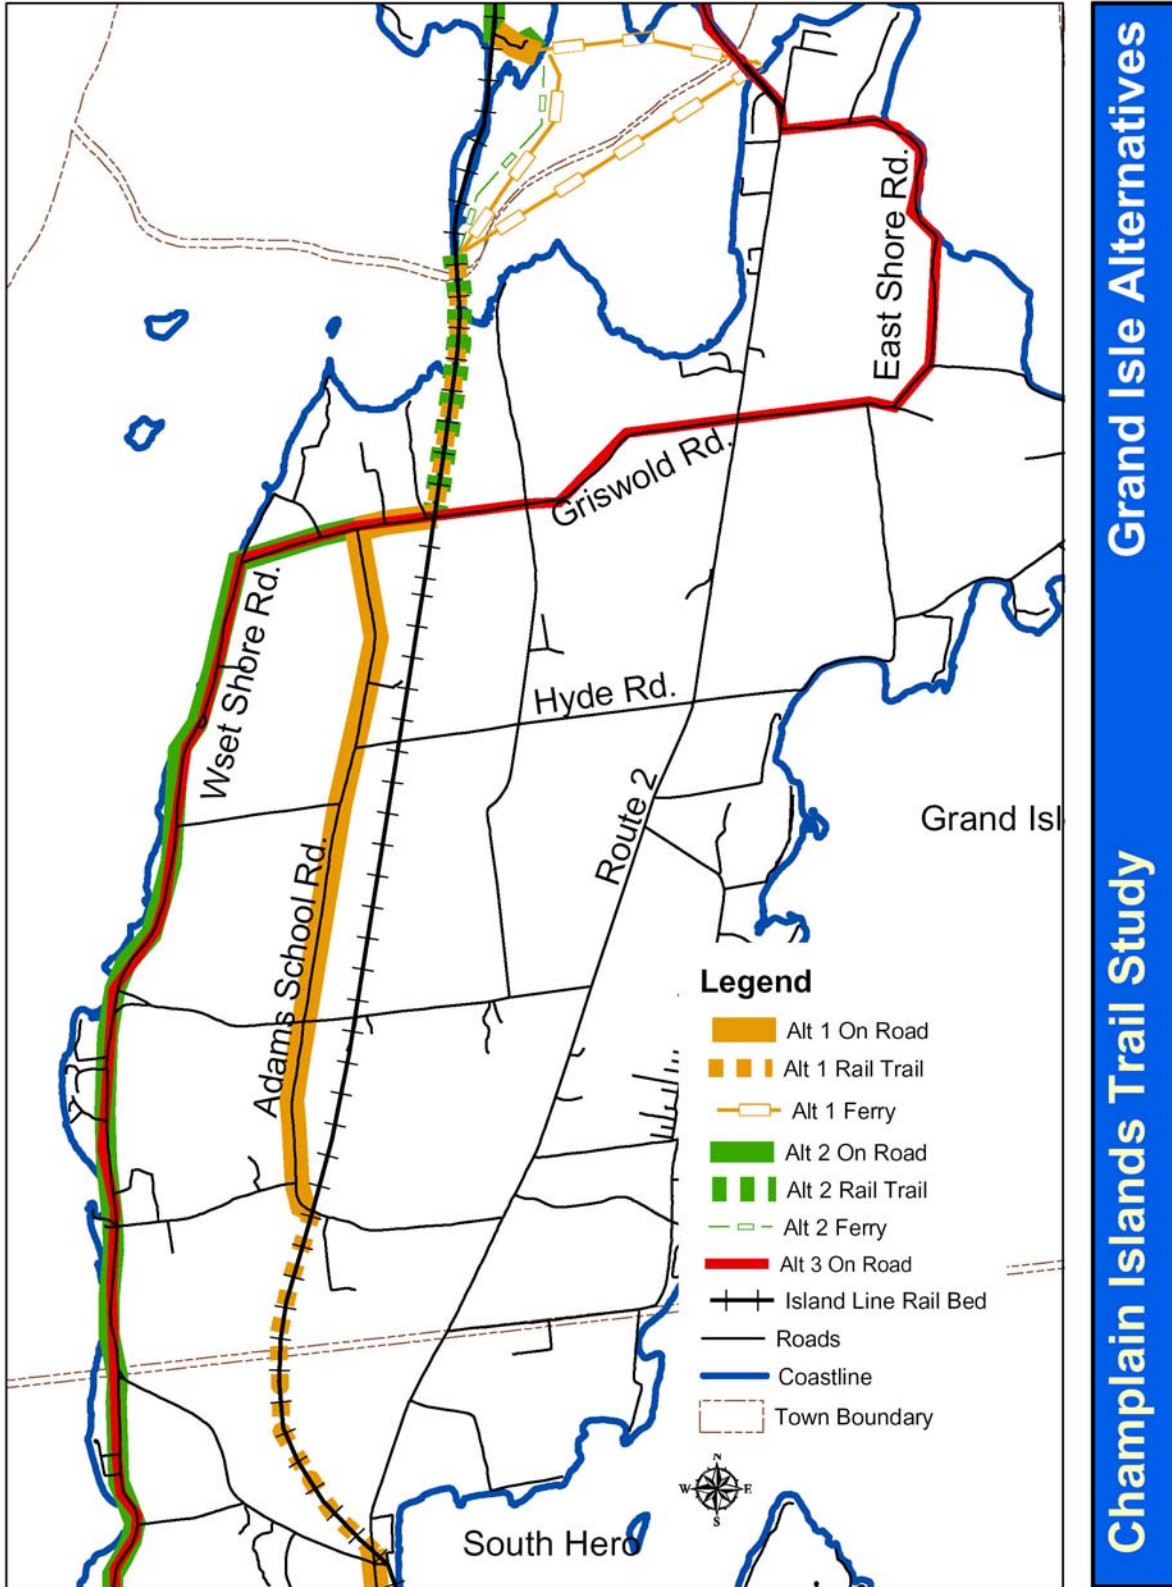 East Shore Rd.
Griswold Rd.
Wset Shore Rd.
Hyde Rd.
Route 2
Grand Isl
Adams School Rd.
Legend
Alt 1 On Road
Alt 1 Rail Trail
Alt 1 Ferry
Alt 2 On Road
Alt 2 Rail Trail
Alt 2 Ferry
Alt 3 On Road
Island Line Rail Bed
Roads
Coastline
Town Boundary
N
W E
S
South Hero
Champlain Islands Trail Study Grand Isle Alternatives